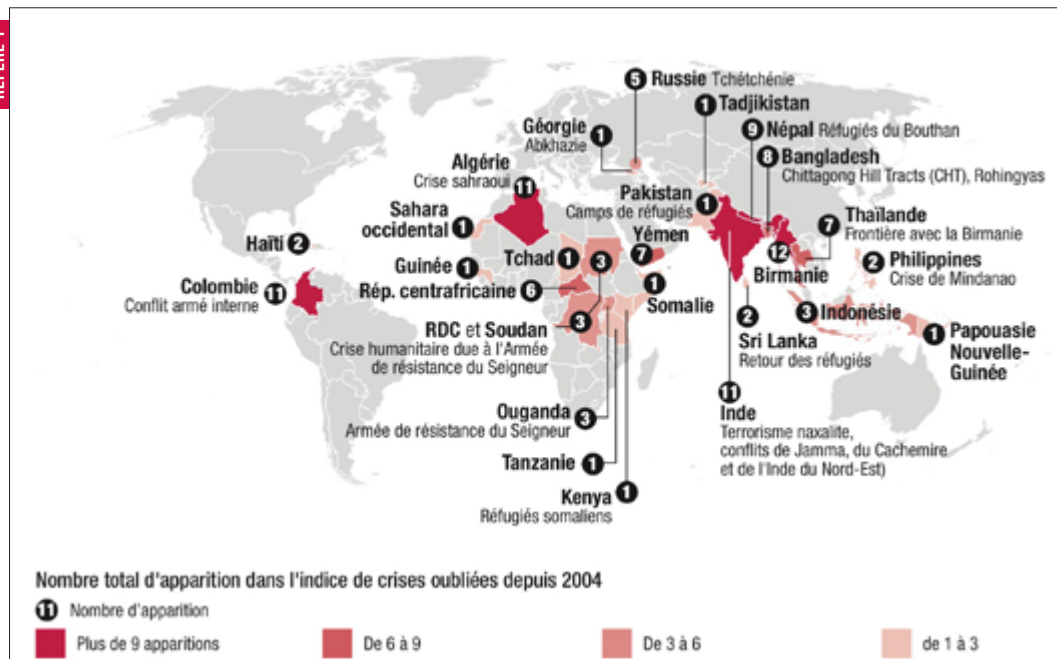 5 Russie Tchétchénie
1 Tadjikistan
Géorgie 1
Abkhazie
9 Népal Réfugiés du Bouthan
8 Bangladesh
Chittagong Hill Tracts (CHT), Rohingyas
Algérie
Crise sahraoui 11
Pakistan 1
Camps de réfugiés
Sahara
occidental 1
Thaïlande 7
Frontière avec la Birmanie
Yémen
7
Haïti 2
Guinée 1
Tchad 1
3
12
Birmanie
2 Philippines
Crise de Mindanao
Colombie
Conflit armé interne 11
Rép. centrafricaine 6
1
Somalie
3 Indonésie
3
RDC et Soudan
Crise humanitaire due à l'Armée
de résistance du Seigneur
2
Sri Lanka
Retour des réfugiés
1 Papouasie
Nouvelle-
Guinée
11
Inde
Terrorisme naxalite,
conflits de Jamma, du Cachemire
et de l'Inde du Nord-Est)
Ouganda 3
Armée de résistance du Seigneur
Tanzanie 1
Kenya 1
Réfugiés somaliens
Nombre total d'apparition dans l'indice de crises oubliées depuis 2004
11 Nombre d'apparition
Plus de 9 apparitions
De 6 à 9
De 3 à 6
de 1 à 3